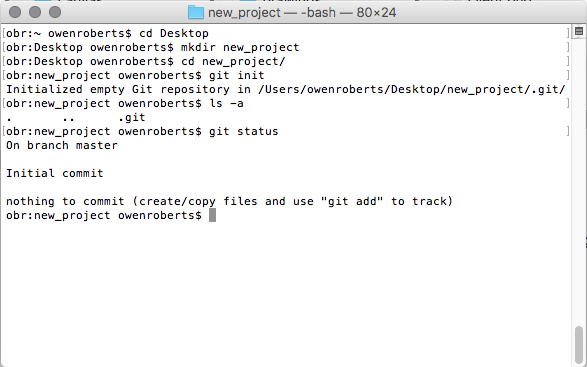 new_project — -bash — 80×24
[obr:~ owenroberts$ cd Desktop ]
[obr:Desktop owenroberts$ mkdir new_project ]
[obr:Desktop owenroberts$ cd new_project/ ]
[obr:new_project owenroberts$ git init ]
Initialized empty Git repository in /Users/owenroberts/Desktop/new_project/.git/
[obr:new_project owenroberts$ ls -a ]
. .. .git
[obr:new_project owenroberts$ git status ]
On branch master
Initial commit
nothing to commit (create/copy files and use "git add" to track)
obr:new_project owenroberts$